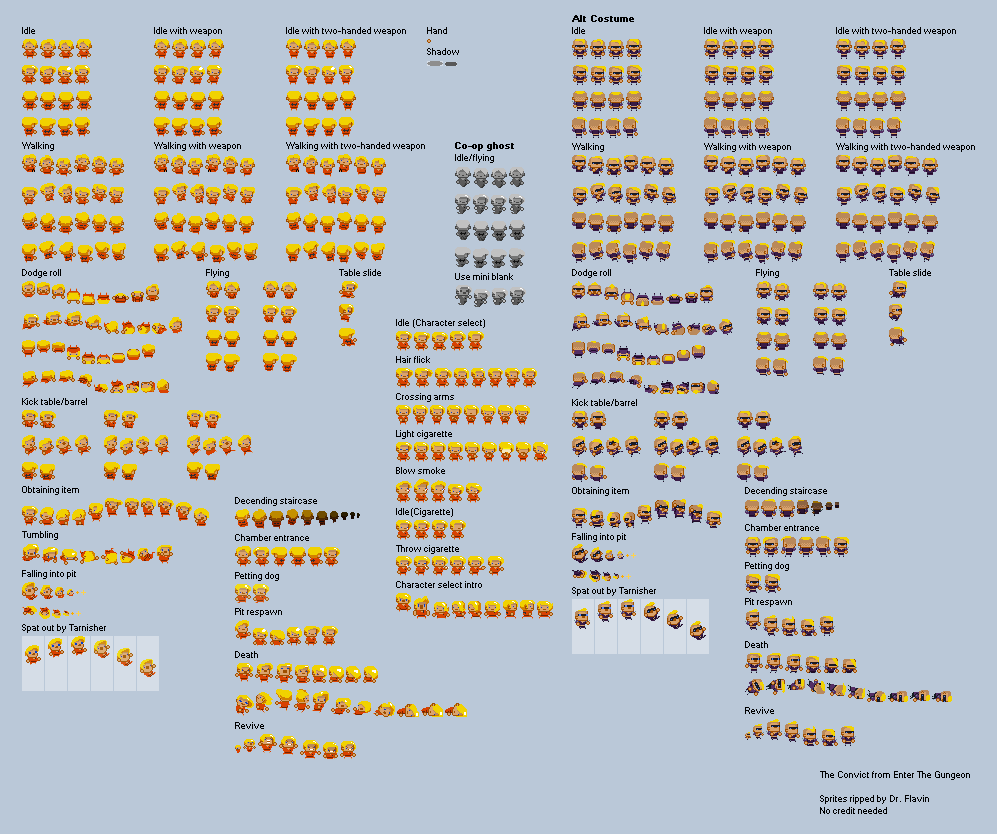 Alt Costume
Idle
Idle with weapon
Idle with two-handed weapon
Hand
Shadow
Idle
Idle with weapon
Idle with two-handed weapon
Walking
Walking with weapon
Walking with two-handed weapon
Co-op ghost
Idle/flying
Walking
Walking with weapon
Walking with two-handed weapon
Dodge roll
Flying
Table slide
Use mini blank
Dodge roll
Flying
Table slide
Idle (Character select)
Hair flick
Crossing arms
Kick table/barrel
Kick table/barrel
Light cigarette
Blow smoke
Obtaining item
Obtaining item
Decending staircase
Decending staircase
Idle(Cigarette)
Tumbling
Chamber entrance
Falling into pit
Chamber entrance
Throw cigarette
Falling into pit
Petting dog
Petting dog
Character select intro
Spat out by Tarnisher
Pit respawn
Pit respawn
Spat out by Tarnisher
Death
Death
Revive
Revive
The Convict from Enter The Gungeon
Sprites ripped by Dr. Flavin
No credit needed